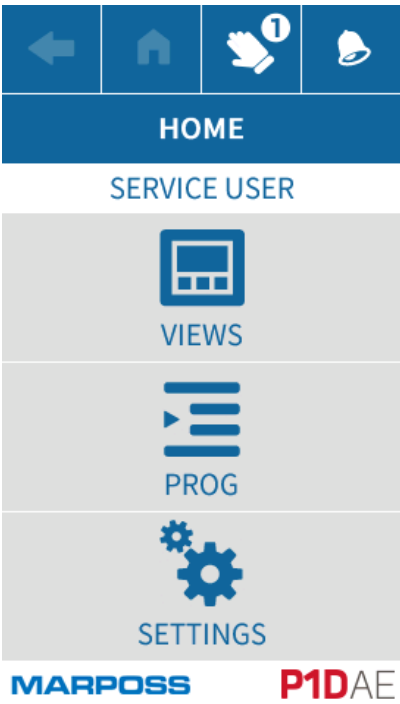 1
HOME
SERVICE USER
VIEWS
PROG
SETTINGS
MARPOSS P1DAE